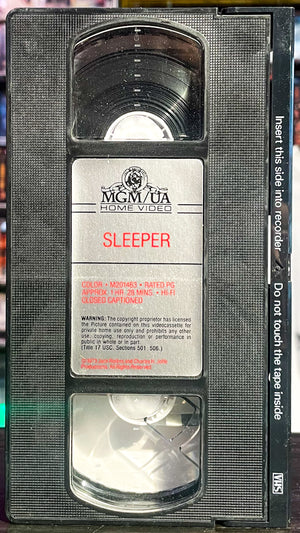 MGM/UA
HOME VIDEO
SLEEPER
COLOR • M201463 • RATED PG
APPROX. 1 HR. 28 MINS. • HI-FI
CLOSED CAPTIONED
WARNING: The copyright proprietor has licensed
the Picture contained on this videocassette for
private home use only and prohibits any other
use, copying, reproduction or performance in
public in whole or in part.
(Title 17 USC. Sections 501, 506.)
Productions. All Rights Reserved.
Insert this side into recorder
Do not touch the tape inside
VHS